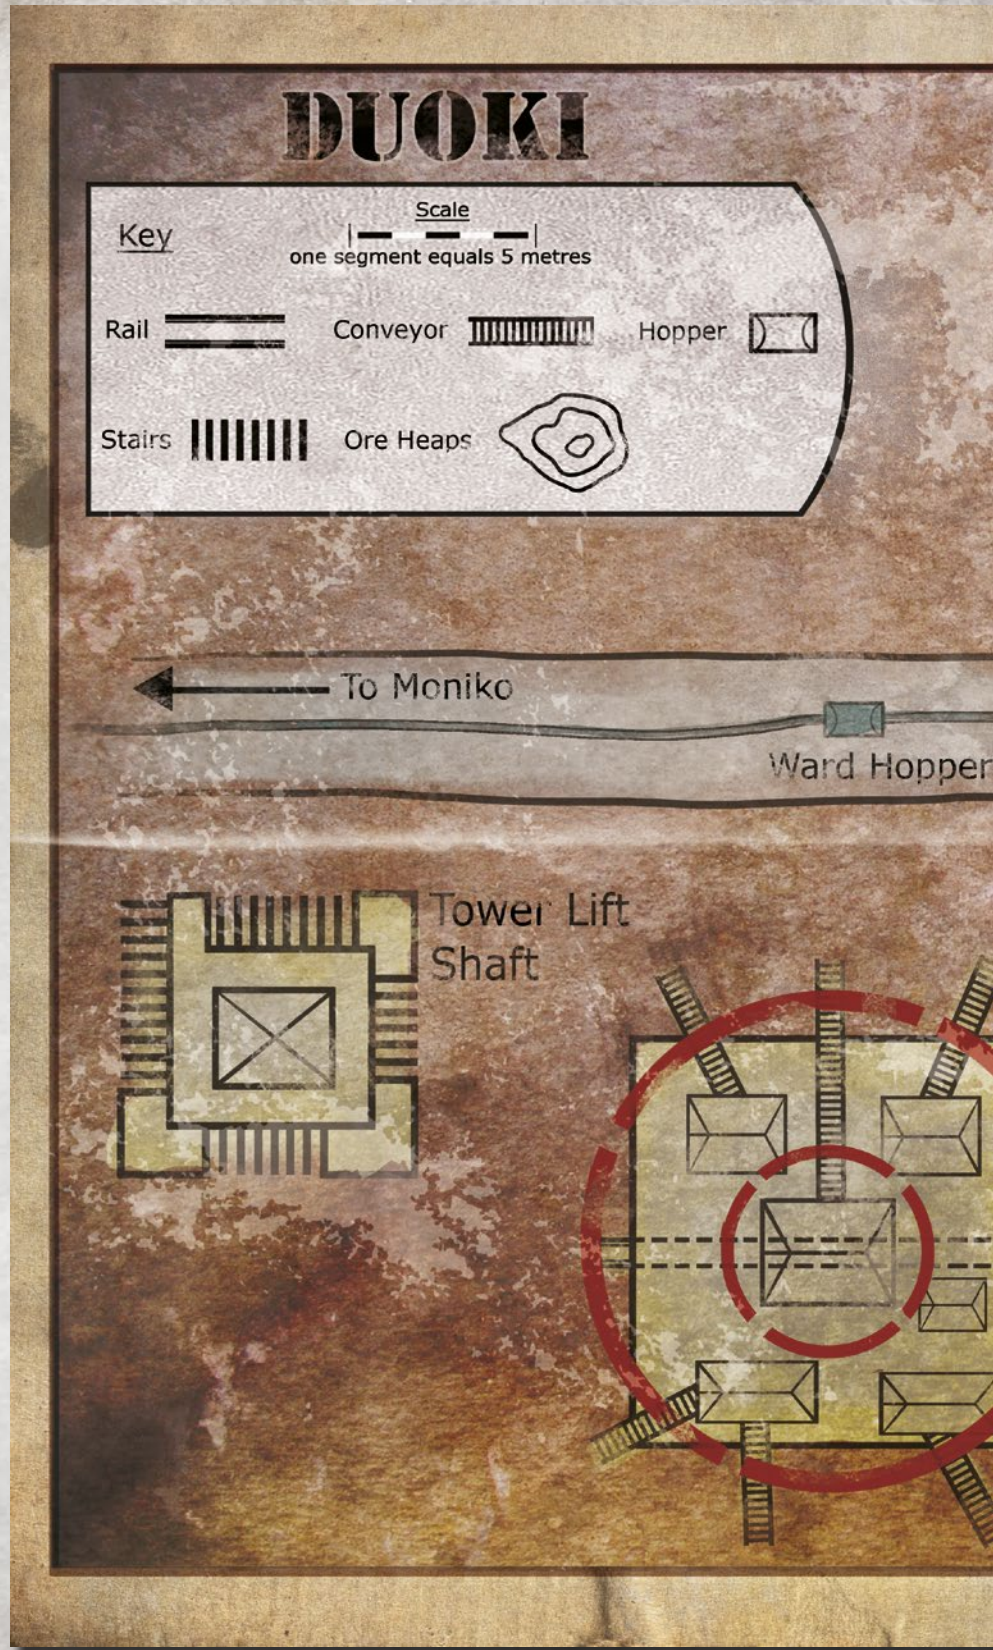 DUOKI
Key
Scale
one segment equals 5 metres
Rail
Conveyor
Hopper
Stairs
Ore Heaps
To Moniko
Ward Hopper
Tower Lift
Shaft